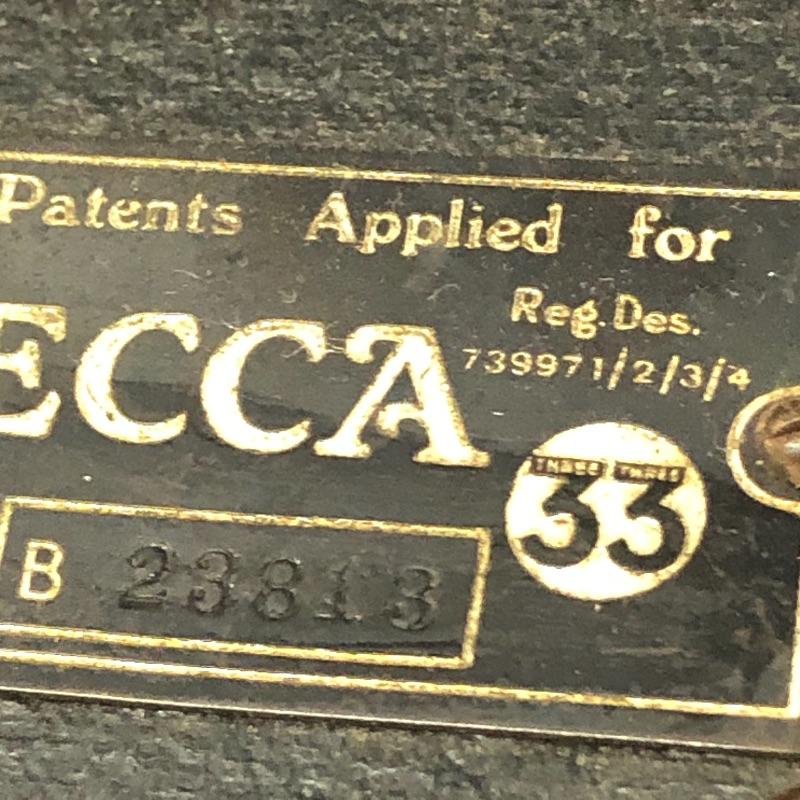 Patents Applied for
Reg. Des.
ECCA 739971/2/3/4
THREE THREE
33
B 23813